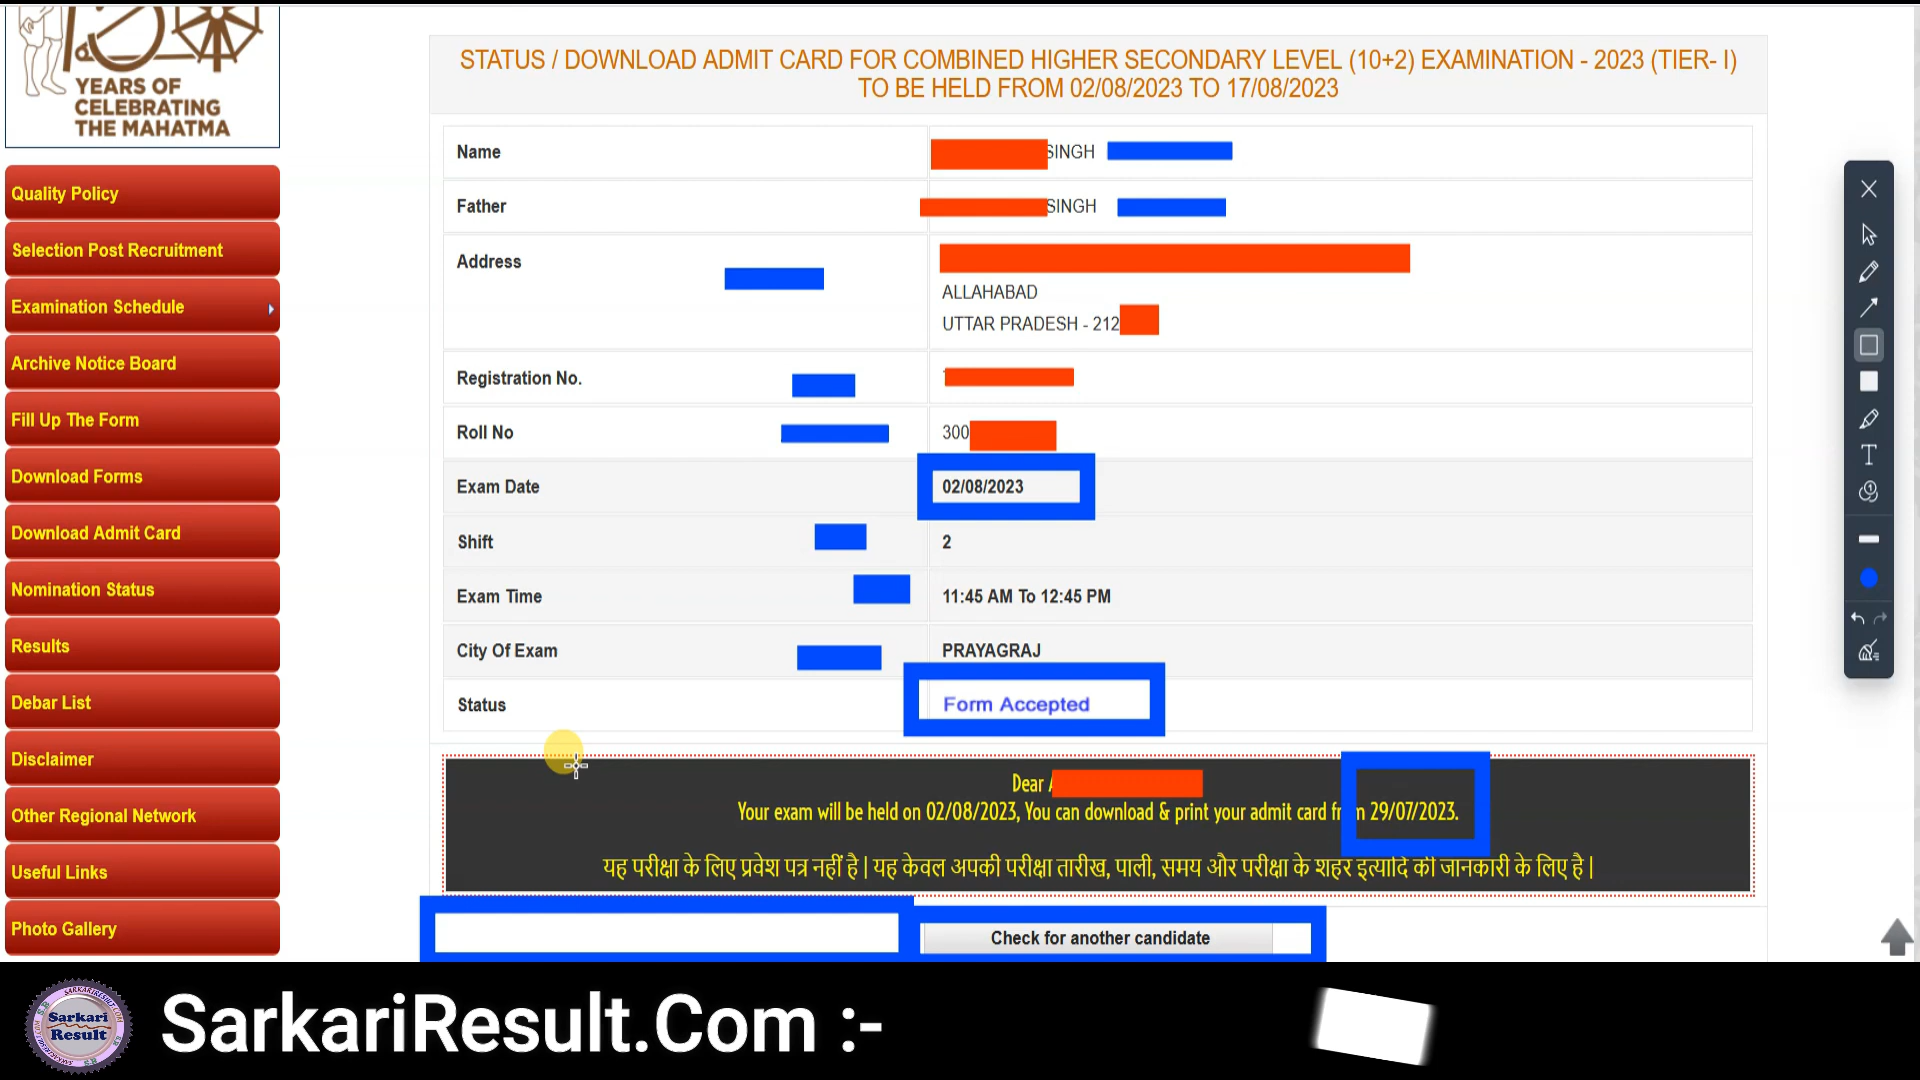 YEARS OF
CELEBRATING
THE MAHATMA
Quality Policy
Selection Post Recruitment
Examination Schedule
Archive Notice Board
Fill Up The Form
Download Forms
Download Admit Card
Nomination Status
Results
Debar List
Disclaimer
Other Regional Network
Useful Links
Photo Gallery
STATUS / DOWNLOAD ADMIT CARD FOR COMBINED HIGHER SECONDARY LEVEL (10+2) EXAMINATION - 2023 (TIER- I)
TO BE HELD FROM 02/08/2023 TO 17/08/2023
Name SINGH
Father SINGH
Address
ALLAHABAD
UTTAR PRADESH - 212
Registration No.
Roll No 300
Exam Date 02/08/2023
Shift 2
Exam Time 11:45 AM To 12:45 PM
City Of Exam PRAYAGRAJ
Status Form Accepted
Dear
Your exam will be held on 02/08/2023, You can download & print your admit card 29/07/2023.
यह परीक्षा के लिए प्रवेश पत्र नहीं है | यह केवल अपकी परीक्षा तारीख, पाली, समय और परीक्षा के शहर इत्यादि की जानकारी के लिए है |
Check for another candidate
Sarkari
Result
SarkariResult.Com :-